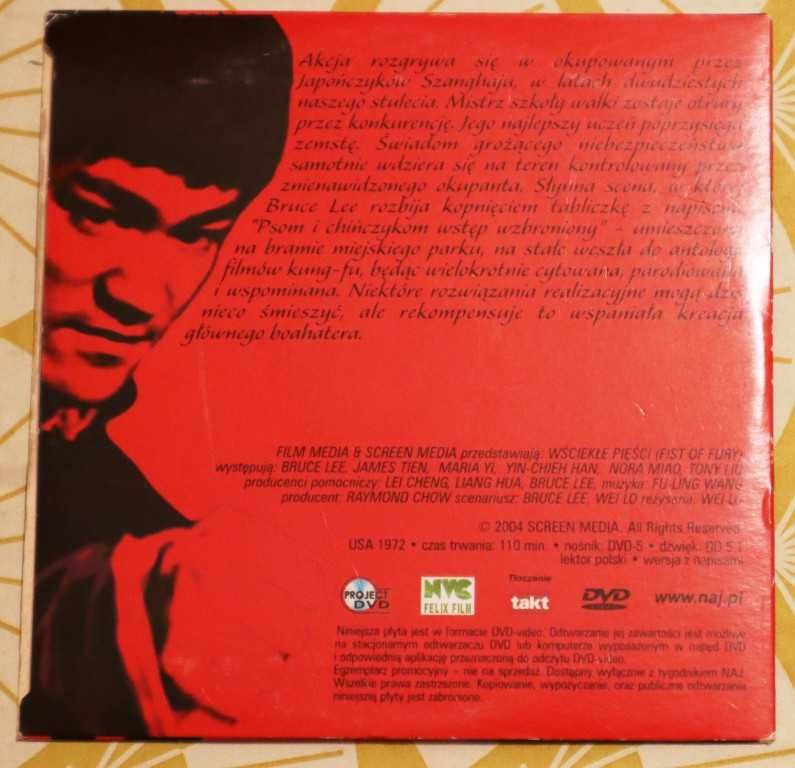 Akcja rozgrywa się w okupowanym przez
Japończyków Szanghaju, w latach dwudziestych
naszego stulecia. Mistrz szkoły walki zostaje otruty
przez konkurencję. Jego najlepszy uczeń poprzysięga
zemstę. Świadom grożącego niebezpieczeństwa
samotnie wdziera się na teren kontrolowany przez
znienawidzonego okupanta. Słynna scena, w której
Bruce Lee rozbija kopnięciem tabliczkę z napisem
"Psom i chińczykom wstęp wzbroniony" - umieszczoną
na bramie miejskiego parku, na stałe weszła do antologii
filmów kung-fu, będąc wielokrotnie cytowana, parodiowana
i wspominana. Niektóre rozwiązania realizacyjne mogą dziś
nieco śmieszyć, ale rekompensuje to wspaniała kreacja
głównego boahatera.
FILM MEDIA & SCREEN MEDIA przedstawiają: WŚCIEKŁE PIĘŚCI (FIST OF FURY)
występują: BRUCE LEE, JAMES TIEN, MARIA YI, YIN-CHIEH HAN, NORA MIAO, TONY LIU
producenci pomocniczy: LEI CHENG, LIANG HUA, BRUCE LEE, muzyka: FU-LING WANG
producent: RAYMOND CHOW scenariusz: BRUCE LEE, WEI LO reżyseria: WEI LO
© 2004 SCREEN MEDIA. All Rights Reserved.
USA 1972 • czas trwania: 110 min. • nośnik: DVD-5 • dźwięk: DD 5.1
lektor polski • wersja z napisami
PROJECT DVD
NVC FELIX FILM
Tłoczenie
takt
DVD
www.naj.pl
Niniejsza płyta jest w formacie DVD-video. Odtwarzanie jej zawartości jest możliwe
na stacjonarnym odtwarzaczu DVD lub komputerze wyposażonym w napęd DVD
i odpowiednią aplikację przeznaczoną do odczytu DVD-video.
Egzemplarz promocyjny – nie na sprzedaż. Dostępny wyłącznie z tygodnikiem NAJ.
Wszelkie prawa zastrzeżone. Kopiowanie, wypożyczanie, oraz publiczne odtwarzanie
niniejszej płyty jest zabronione.